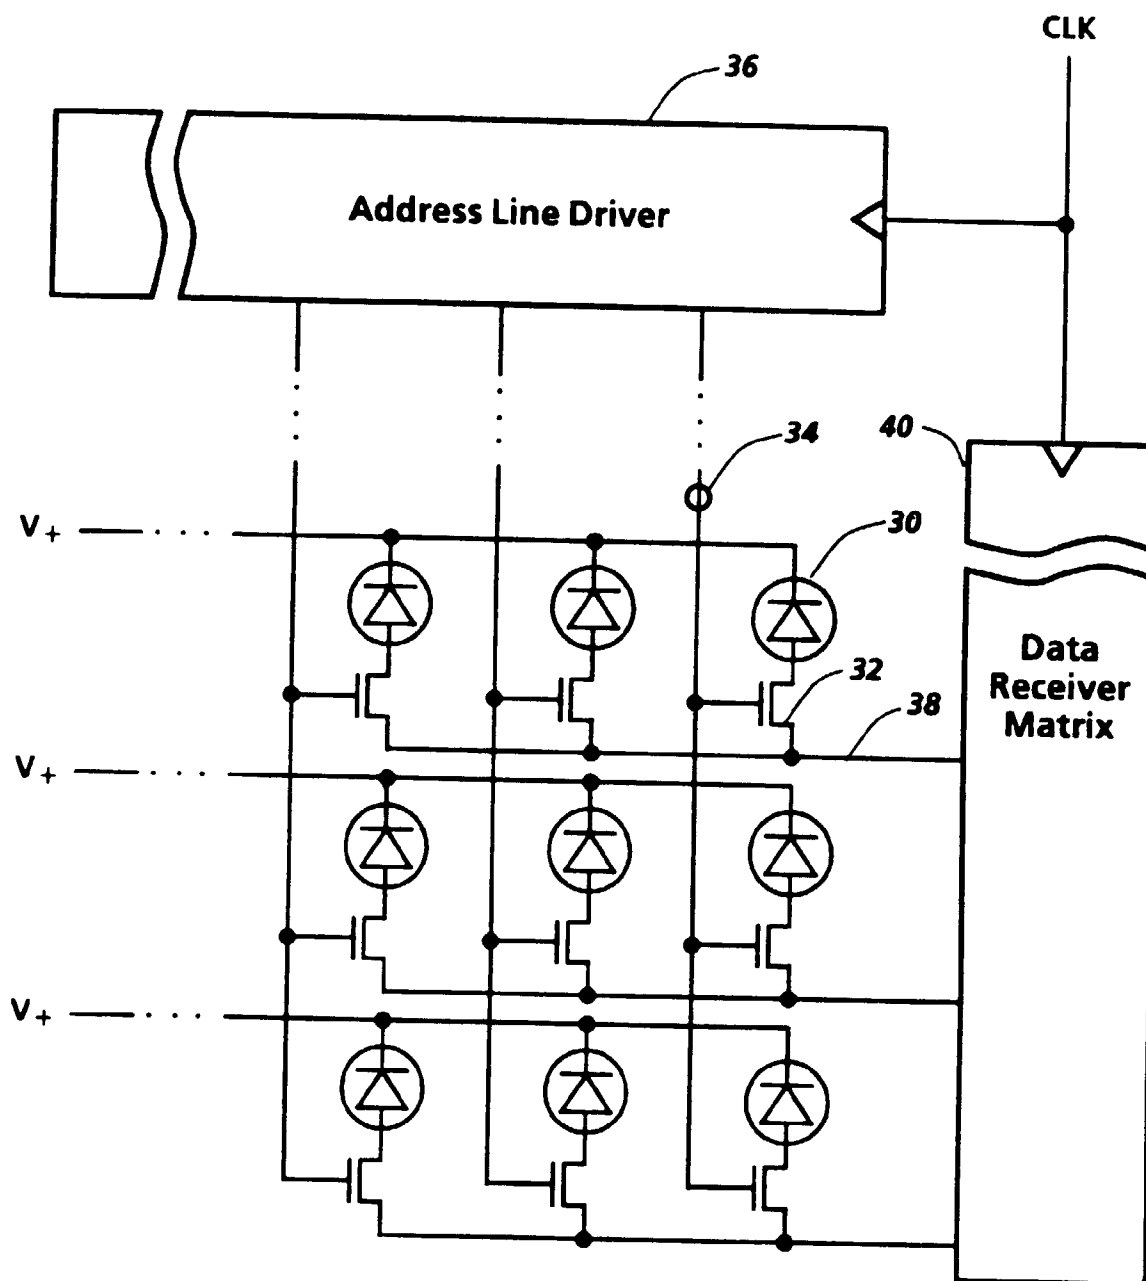 CLK
36
Address Line Driver
34
40
V+
30
Data
Receiver
Matrix
32
38
V+
V+